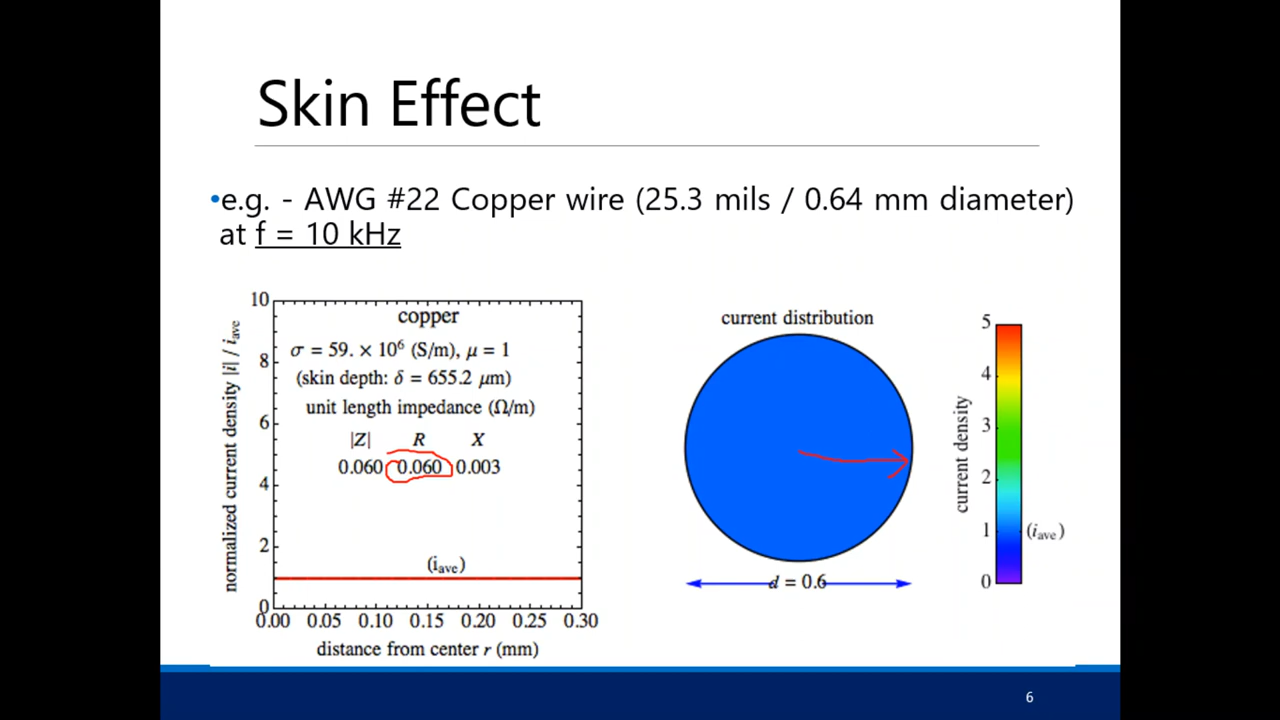 Skin Effect
•e.g. - AWG #22 Copper wire (25.3 mils / 0.64 mm diameter)
at f = 10 kHz
normalized current density |i| / iave
10
8
6
4
2
0
copper
σ = 59. × 10⁶ (S/m), μ = 1
(skin depth: δ = 655.2 μm)
unit length impedance (Ω/m)
|Z| R X
0.060 0.060 0.003
(iave)
0.00 0.05 0.10 0.15 0.20 0.25 0.30
distance from center r (mm)
current distribution
d = 0.6
current density
5
4
3
2
1 (iave)
0
6